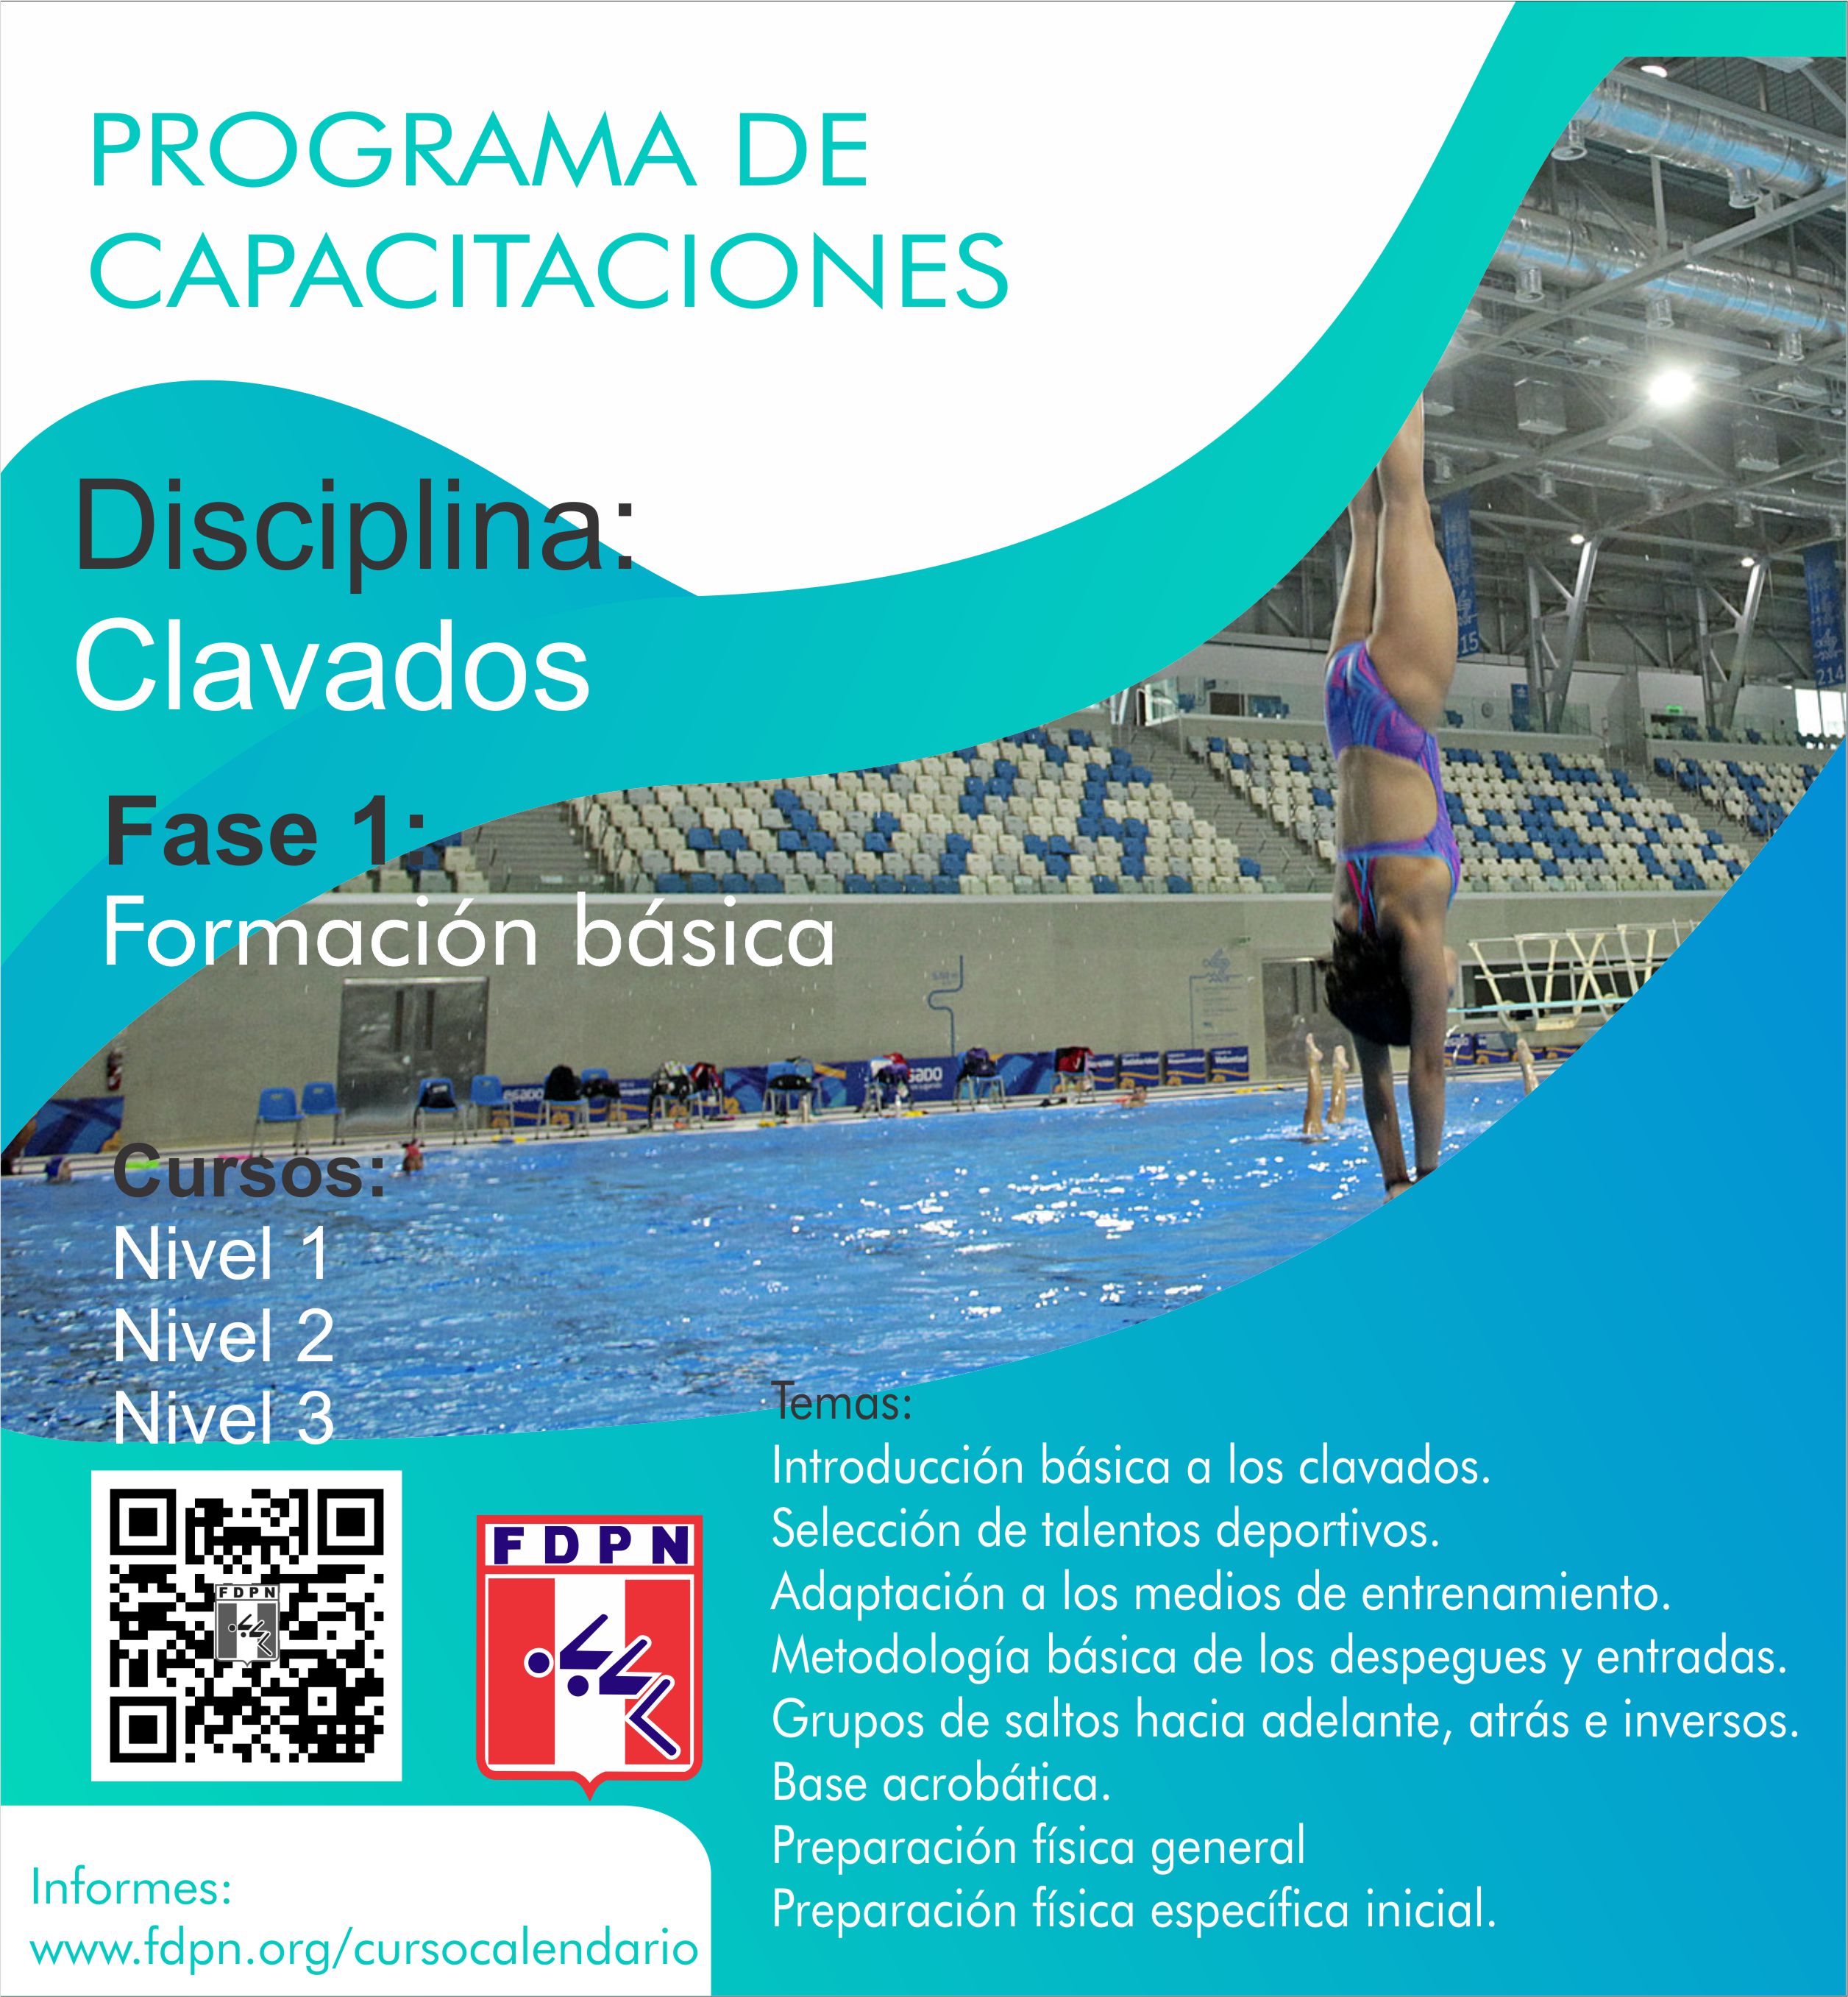 PROGRAMA DE
CAPACITACIONES
Disciplina:
Clavados
Fase 1:
Formación básica
Cursos:
Nivel 1
Nivel 2
Nivel 3
215
214
Temas:
Introducción básica a los clavados.
Selección de talentos deportivos.
Adaptación a los medios de entrenamiento.
Metodología básica de los despegues y entradas.
Grupos de saltos hacia adelante, atrás e inversos.
Base acrobática.
Preparación física general
Preparación física específica inicial.
FDPN
FDPN
Informes:
www.fdpn.org/cursocalendario